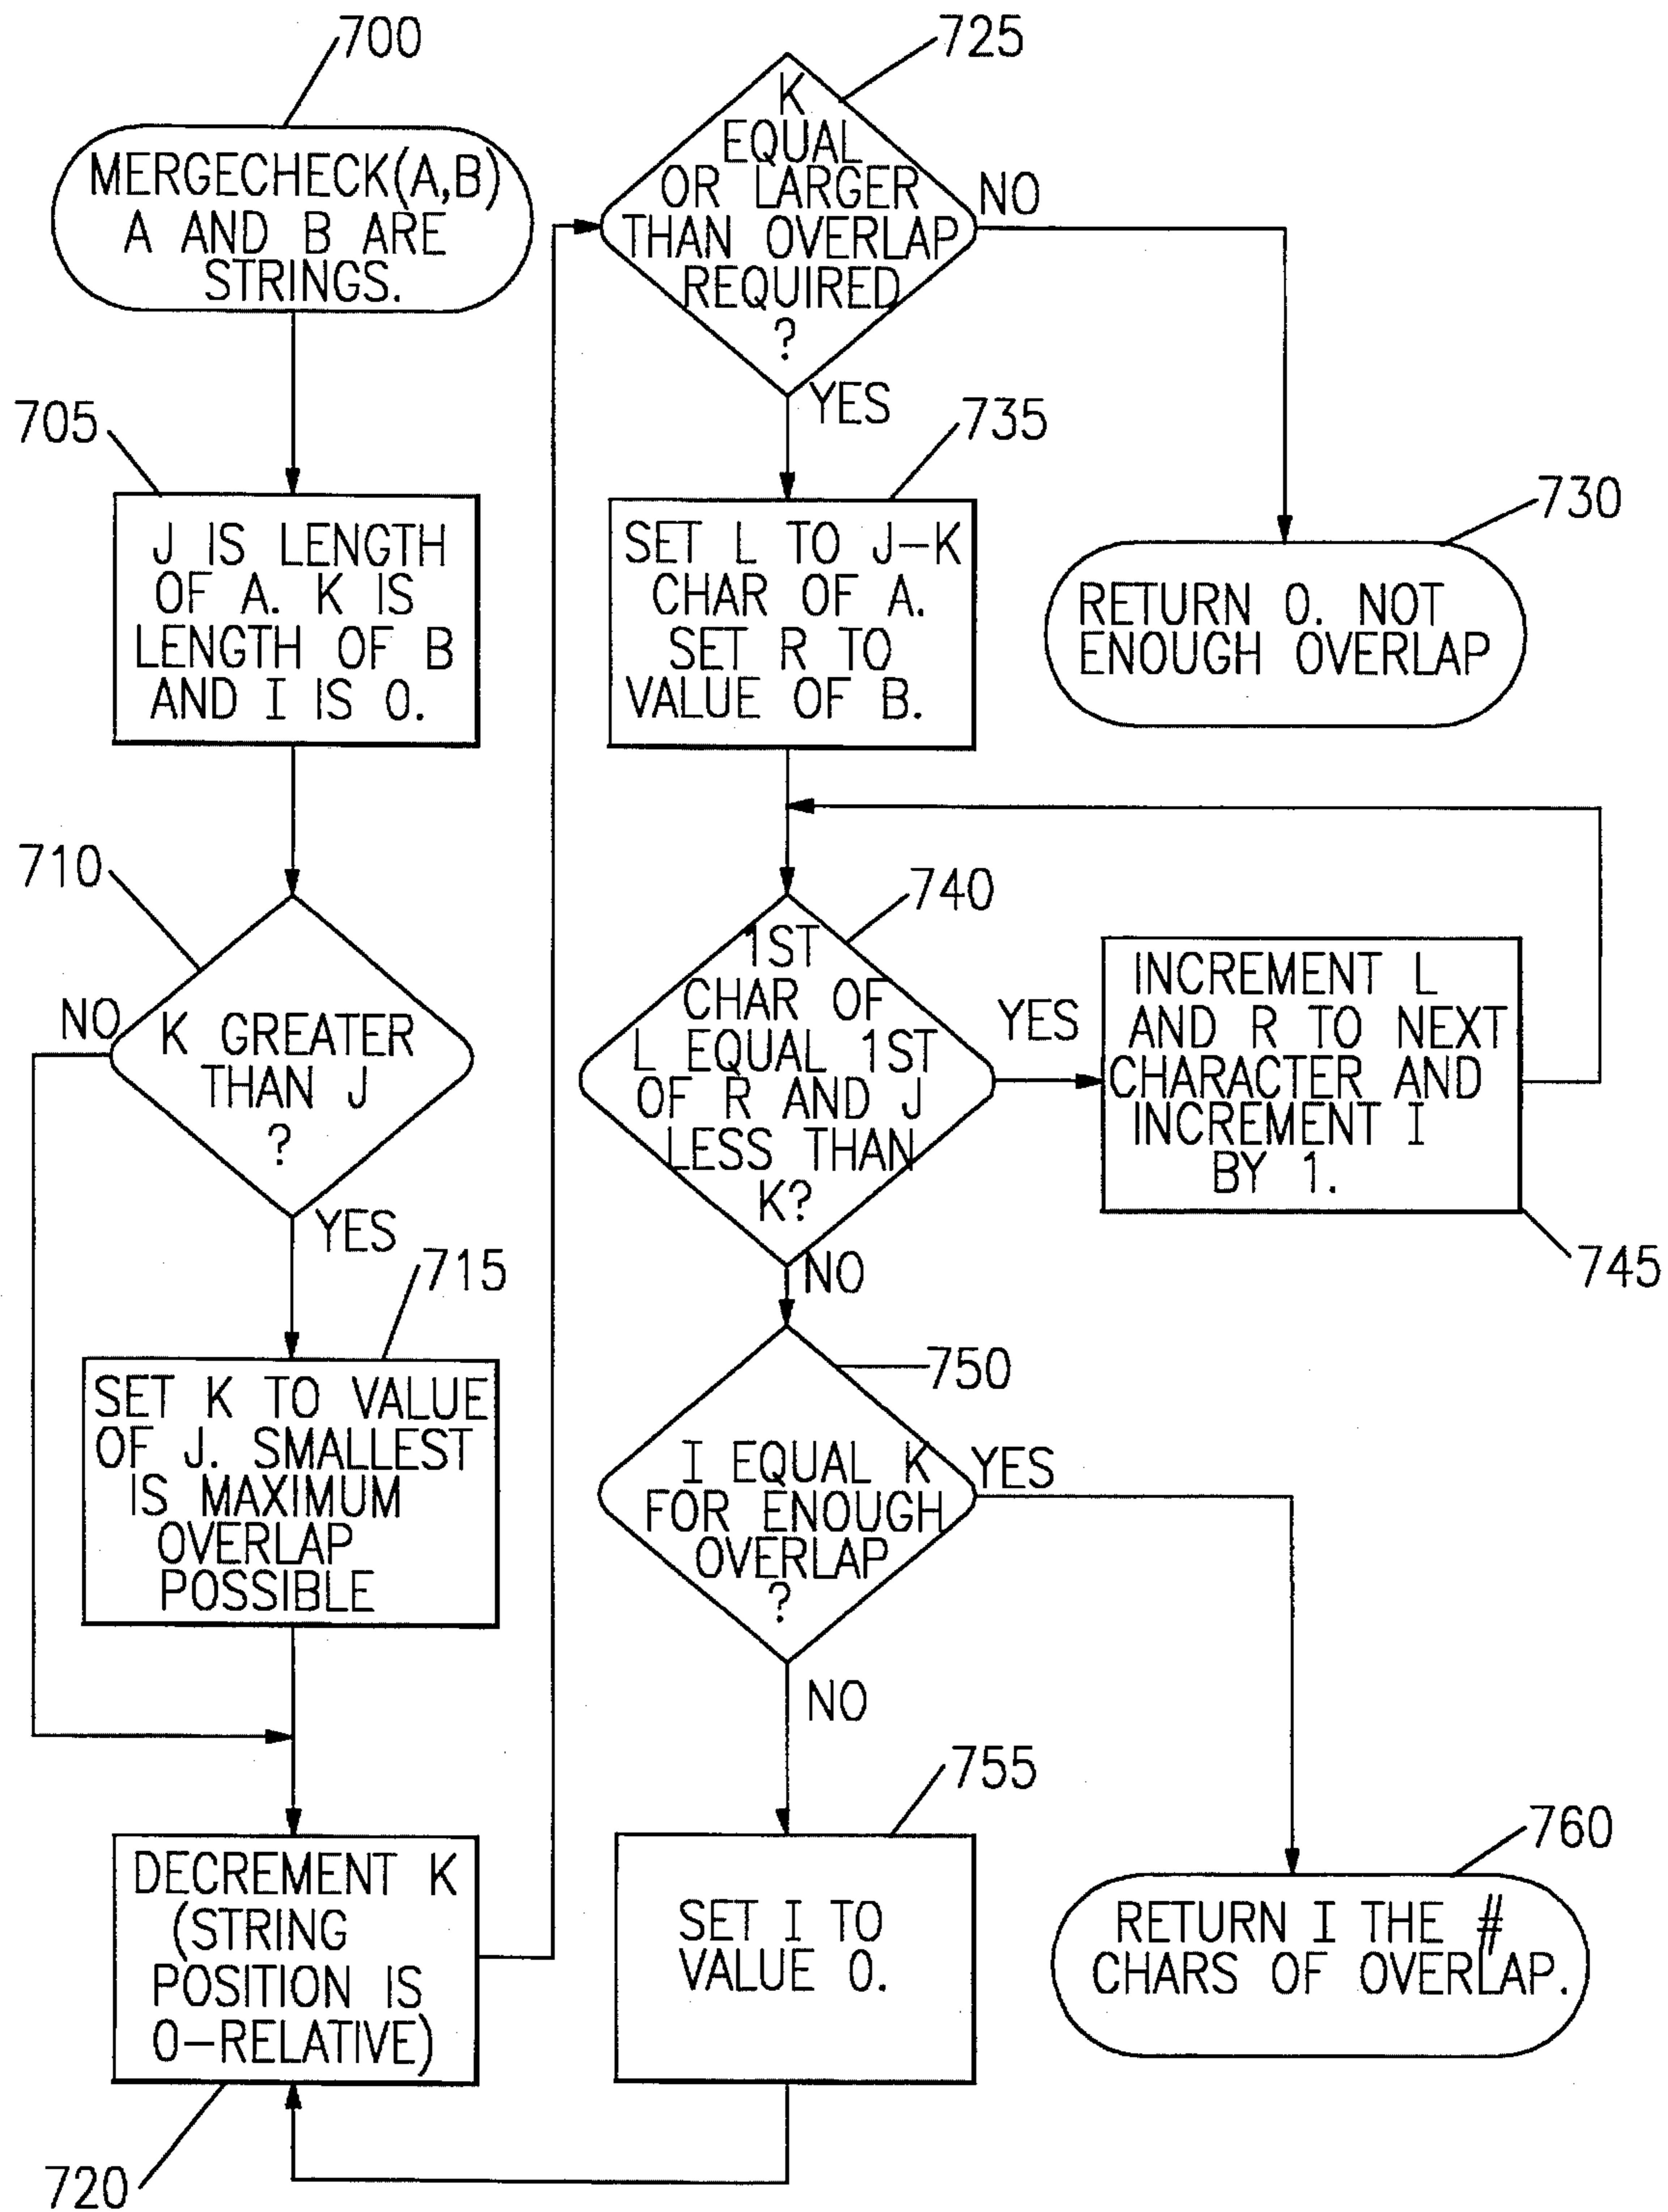 700
MERGECHECK(A,B)
A AND B ARE
STRINGS.
705
J IS LENGTH
OF A. K IS
LENGTH OF B
AND I IS 0.
710
NO
K GREATER
THAN J
?
YES
715
SET K TO VALUE
OF J. SMALLEST
IS MAXIMUM
OVERLAP
POSSIBLE
DECREMENT K
(STRING
POSITION IS
0-RELATIVE)
720
725
K
EQUAL
OR LARGER
THAN OVERLAP
REQUIRED
?
NO
YES
730
RETURN 0. NOT
ENOUGH OVERLAP
735
SET L TO J-K
CHAR OF A.
SET R TO
VALUE OF B.
740
1ST
CHAR OF
L EQUAL 1ST
OF R AND J
LESS THAN
K?
YES
INCREMENT L
AND R TO NEXT
CHARACTER AND
INCREMENT I
BY 1.
745
NO
750
I EQUAL K
FOR ENOUGH
OVERLAP
?
YES
NO
755
SET I TO
VALUE 0.
760
RETURN I THE #
CHARS OF OVERLAP.